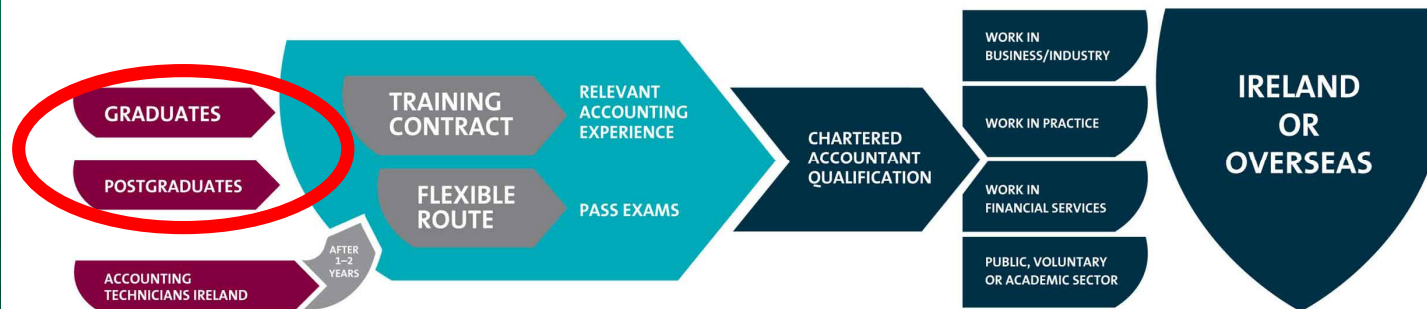 GRADUATES
POSTGRADUATES
ACCOUNTING
TECHNICIANS IRELAND
AFTER
1–2
YEARS
TRAINING
CONTRACT
RELEVANT
ACCOUNTING
EXPERIENCE
FLEXIBLE
ROUTE
PASS EXAMS
CHARTERED
ACCOUNTANT
QUALIFICATION
WORK IN
BUSINESS/INDUSTRY
WORK IN PRACTICE
WORK IN
FINANCIAL SERVICES
PUBLIC, VOLUNTARY
OR ACADEMIC SECTOR
IRELAND
OR
OVERSEAS